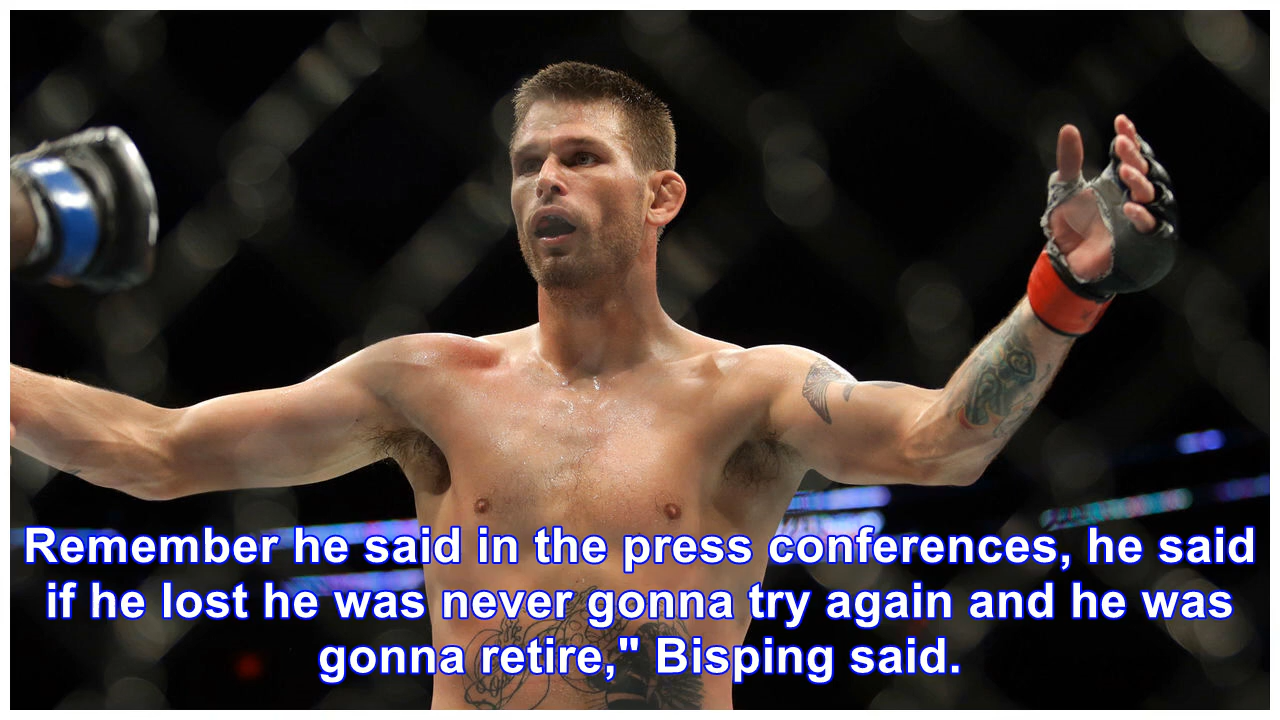 Remember he said in the press conferences, he said
if he lost he was never gonna try again and he was
gonna retire," Bisping said.